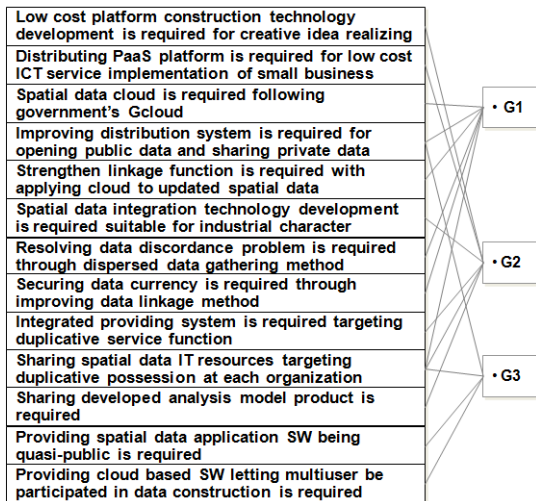 Low cost platform construction technology
development is required for creative idea realizing
Distributing PaaS platform is required for low cost
ICT service implementation of small business
Spatial data cloud is required following
government's Gcloud
Improving distribution system is required for
opening public data and sharing private data
Strengthen linkage function is required with
applying cloud to updated spatial data
Spatial data integration technology development
is required suitable for industrial character
Resolving data discordance problem is required
through dispersed data gathering method
Securing data currency is required through
improving data linkage method
Integrated providing system is required targeting
duplicative service function
Sharing spatial data IT resources targeting
duplicative possession at each organization
Sharing developed analysis model product is
required
Providing spatial data application SW being
quasi-public is required
Providing cloud based SW letting multiuser be
participated in data construction is required
• G1
• G2
• G3